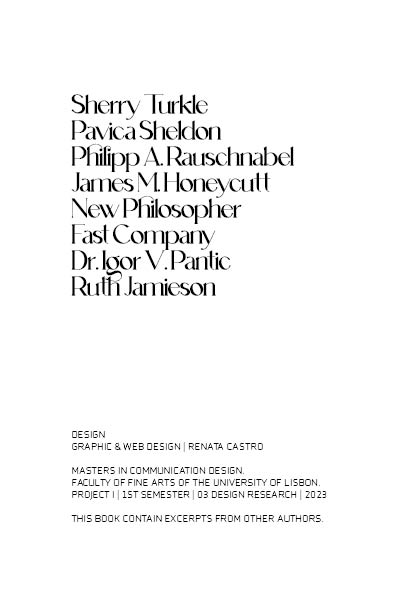 Sherry Turkle
Pavica Sheldon
Philipp A. Rauschnabel
James M. Honeycutt
New Philosopher
Fast Company
Dr. Igor V. Pantic
Ruth Jamieson
DESIGN
GRAPHIC & WEB DESIGN | RENATA CASTRO
MASTERS IN COMMUNICATION DESIGN.
FACULTY OF FINE ARTS OF THE UNIVERSITY OF LISBON.
PROJECT I | 1ST SEMESTER | 03 DESIGN RESEARCH | 2023
THIS BOOK CONTAIN EXCERPTS FROM OTHER AUTHORS.